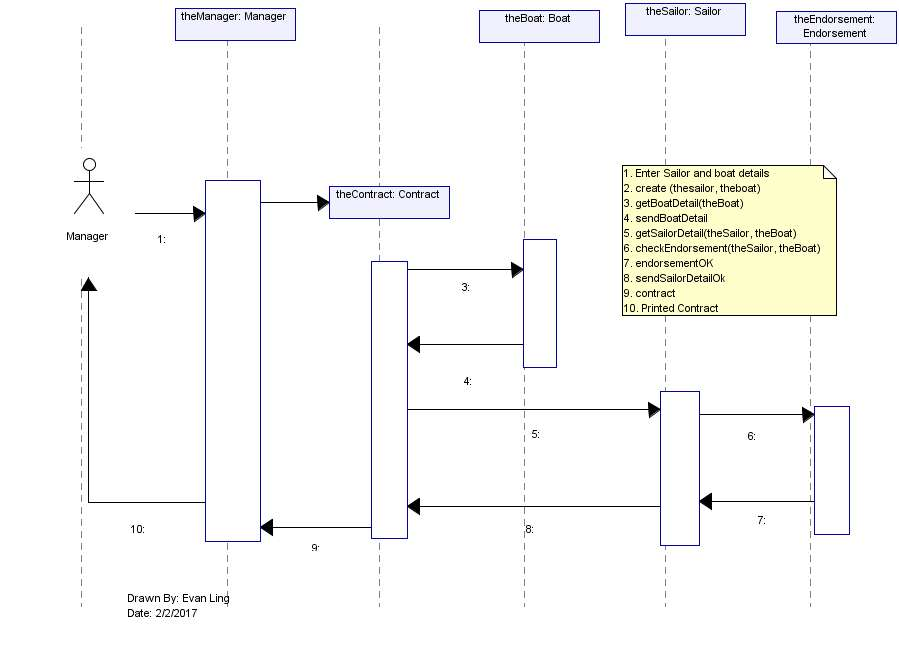 theManager: Manager
theBoat: Boat
theSailor: Sailor
theEndorsement:
Endorsement
Manager
1:
theContract: Contract
1. Enter Sailor and boat details
2. create (thesailor, theboat)
3. getBoatDetail(theBoat)
4. sendBoatDetail
5. getSailorDetail(theSailor, theBoat)
6. checkEndorsement(theSailor, theBoat)
7. endorsementOK
8. sendSailorDetailOk
9. contract
10. Printed Contract
3:
4:
5:
6:
7:
8:
9:
10:
Drawn By: Evan Ling
Date: 2/2/2017